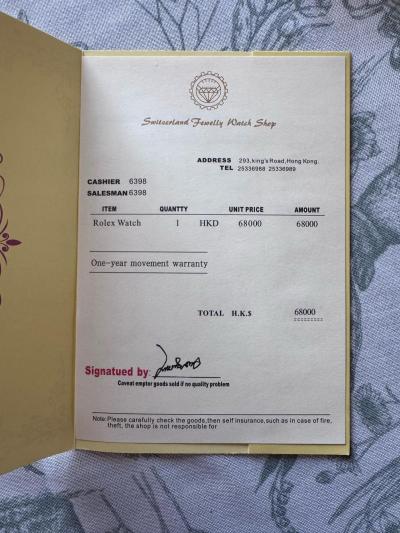 Switzerland Jewelly Watch Shop
ADDRESS 293,king's Road,Hong Kong.
TEL 25336988 25336989
CASHIER 6398
SALESMAN 6398
ITEM QUANTTY UNIT PRICE AMOUNT
Rolex Watch 1 HKD 68000 68000
One-year movement warranty
TOTAL H.K.$ 68000
Signatued by:
Caveat emptor goods sold if no quality problem
Note: Please carefully check the goods,then self insurance,such as in case of fire,
theft, the shop is not responsible for